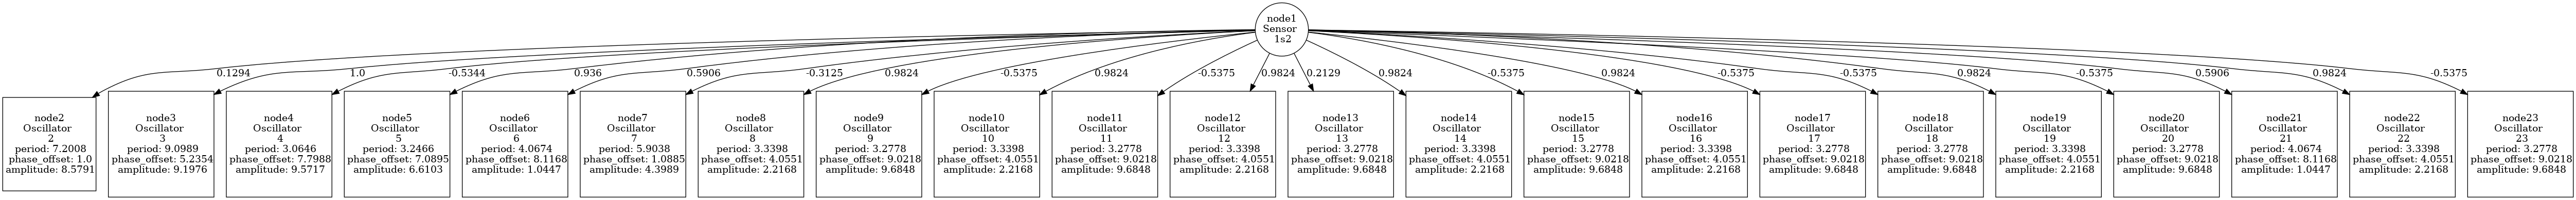 node1
Sensor
1s2
0.1294
1.0
-0.5344
0.936
0.5906
-0.3125
0.9824
-0.5375
0.9824
-0.5375
0.9824
0.2129
0.9824
-0.5375
0.9824
-0.5375
-0.5375
0.9824
-0.5375
0.5906
0.9824
-0.5375
node2
Oscillator
2
period: 7.2008
phase_offset: 1.0
amplitude: 8.5791
node3
Oscillator
3
period: 9.0989
phase_offset: 5.2354
amplitude: 9.1976
node4
Oscillator
4
period: 3.0646
phase_offset: 7.7988
amplitude: 9.5717
node5
Oscillator
5
period: 3.2466
phase_offset: 7.0895
amplitude: 6.6103
node6
Oscillator
6
period: 4.0674
phase_offset: 8.1168
amplitude: 1.0447
node7
Oscillator
7
period: 5.9038
phase_offset: 1.0885
amplitude: 4.3989
node8
Oscillator
8
period: 3.3398
phase_offset: 4.0551
amplitude: 2.2168
node9
Oscillator
9
period: 3.2778
phase_offset: 9.0218
amplitude: 9.6848
node10
Oscillator
10
period: 3.3398
phase_offset: 4.0551
amplitude: 2.2168
node11
Oscillator
11
period: 3.2778
phase_offset: 9.0218
amplitude: 9.6848
node12
Oscillator
12
period: 3.3398
phase_offset: 4.0551
amplitude: 2.2168
node13
Oscillator
13
period: 3.2778
phase_offset: 9.0218
amplitude: 9.6848
node14
Oscillator
14
period: 3.3398
phase_offset: 4.0551
amplitude: 2.2168
node15
Oscillator
15
period: 3.2778
phase_offset: 9.0218
amplitude: 9.6848
node16
Oscillator
16
period: 3.3398
phase_offset: 4.0551
amplitude: 2.2168
node17
Oscillator
17
period: 3.2778
phase_offset: 9.0218
amplitude: 9.6848
node18
Oscillator
18
period: 3.2778
phase_offset: 9.0218
amplitude: 9.6848
node19
Oscillator
19
period: 3.3398
phase_offset: 4.0551
amplitude: 2.2168
node20
Oscillator
20
period: 3.2778
phase_offset: 9.0218
amplitude: 9.6848
node21
Oscillator
21
period: 4.0674
phase_offset: 8.1168
amplitude: 1.0447
node22
Oscillator
22
period: 3.3398
phase_offset: 4.0551
amplitude: 2.2168
node23
Oscillator
23
period: 3.2778
phase_offset: 9.0218
amplitude: 9.6848